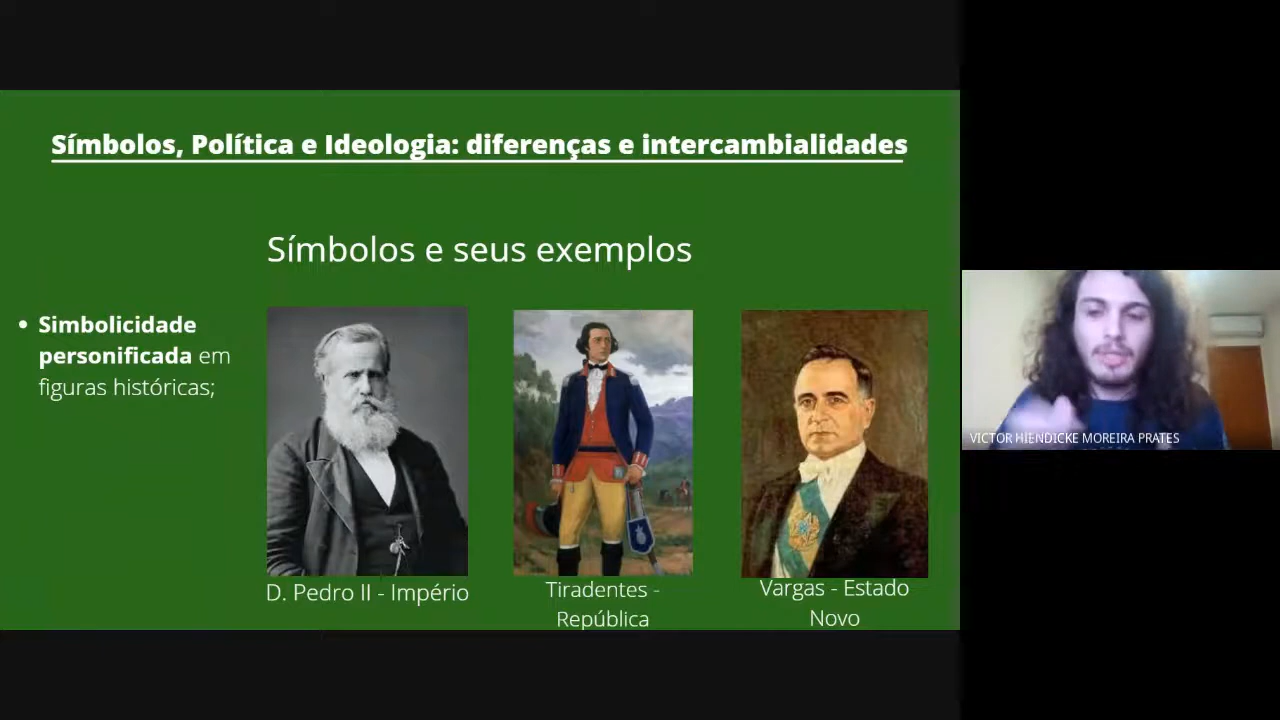 Símbolos, Política e Ideologia: diferenças e intercambialidades
Símbolos e seus exemplos
• Simbolicidade
personificada em
figuras históricas;
D. Pedro II - Império
Tiradentes -
República
Vargas - Estado
Novo
VICTOR HIENDICKE MOREIRA PRATES